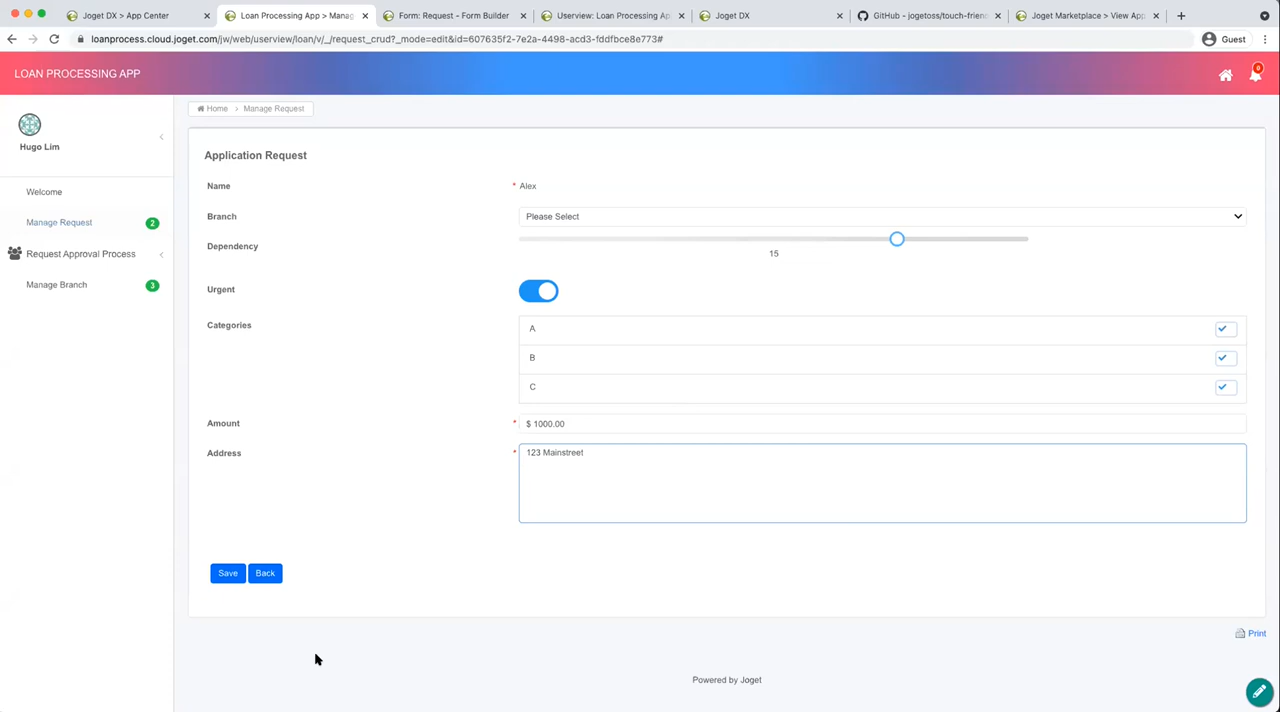 Joget DX > App Center
Loan Processing App > Manag
Form: Request - Form Builder
Userview: Loan Processing Ap
Joget DX
GitHub - jogetoss/touch-friend
Joget Marketplace > View App
loanprocess.cloud.joget.com/jw/web/userview/loan/v/_/request_crud?_mode=edit&id=607635f2-7e2a-4498-acd3-fddfbce8e773#
Guest
LOAN PROCESSING APP
0
Home > Manage Request
Hugo Lim
Welcome
Manage Request 2
Request Approval Process
Manage Branch 3
Application Request
Name * Alex
Branch Please Select
Dependency
15
Urgent
Categories
A
B
C
Amount * $ 1000.00
Address * 123 Mainstreet
Save Back
Print
Powered by Joget